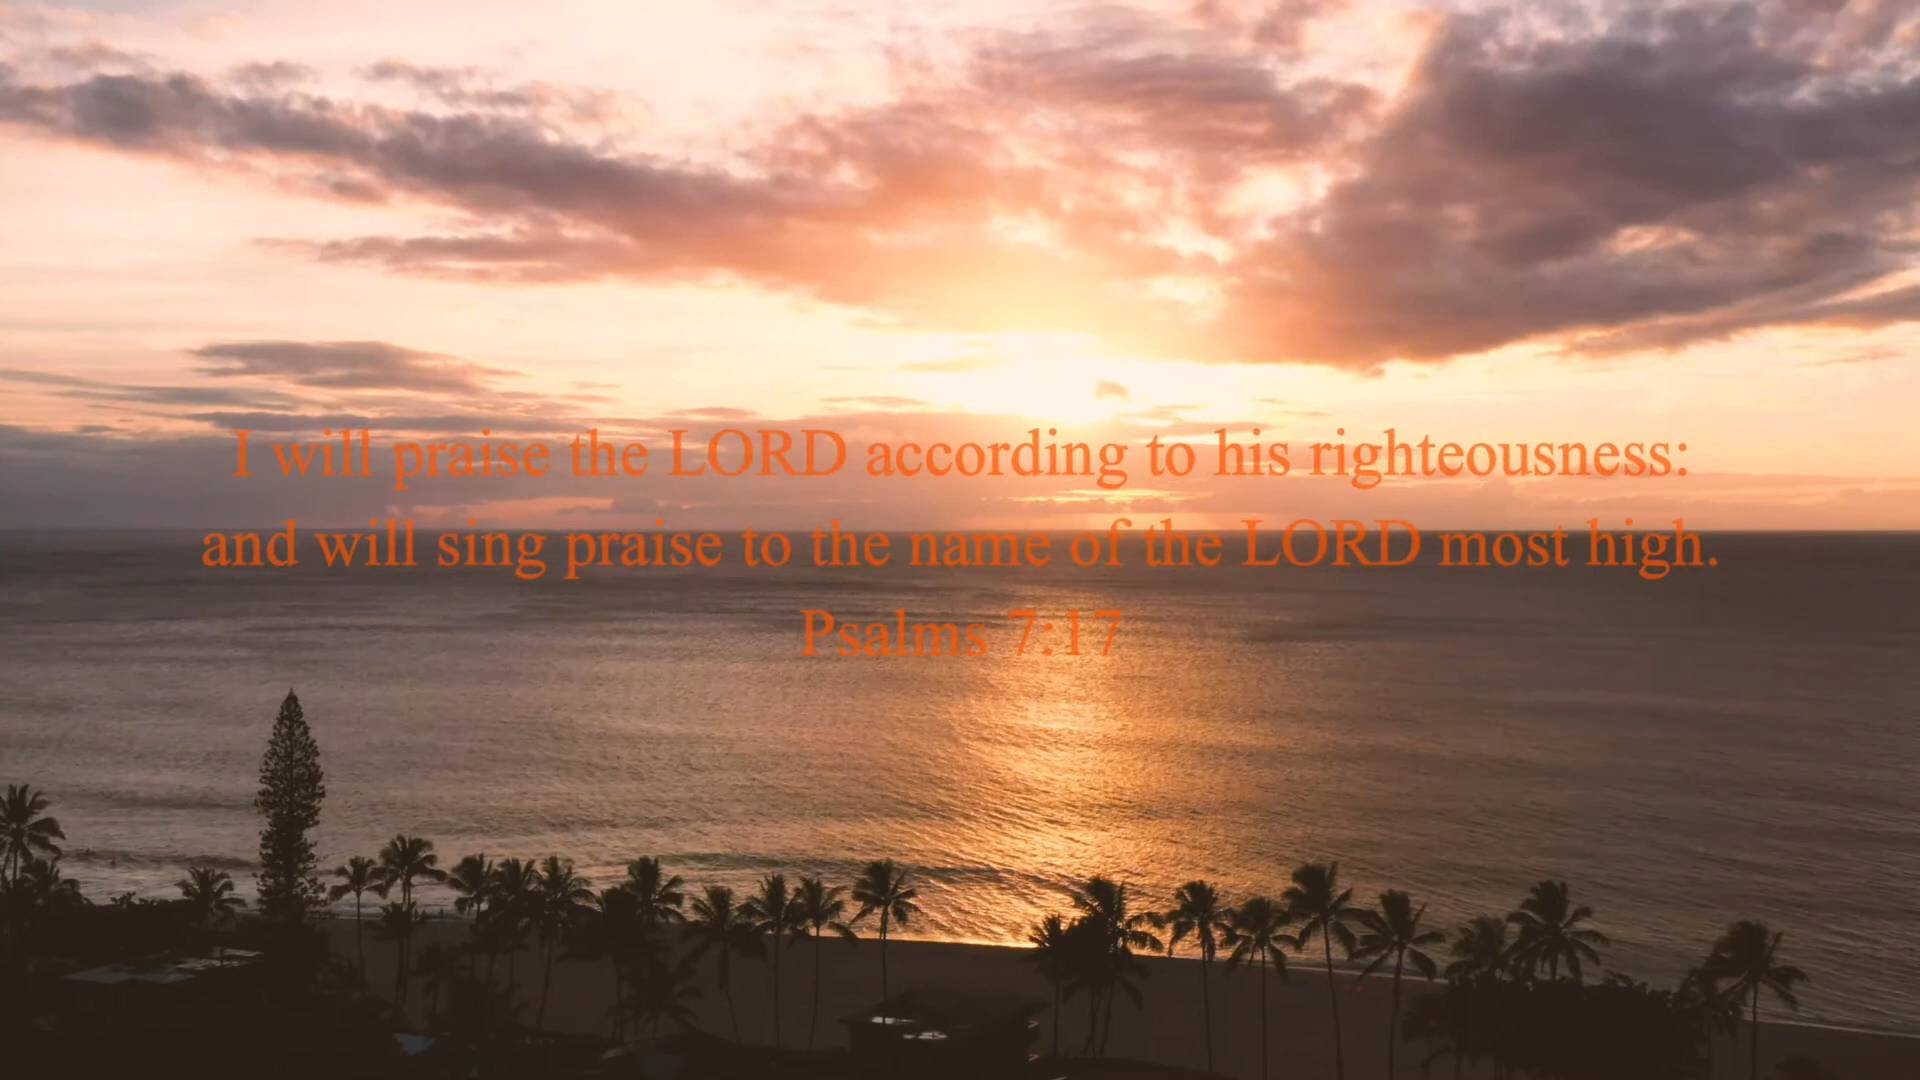 I will praise the LORD according to his righteousness:
and will sing praise to the name of the LORD most high.
Psalms 7:17